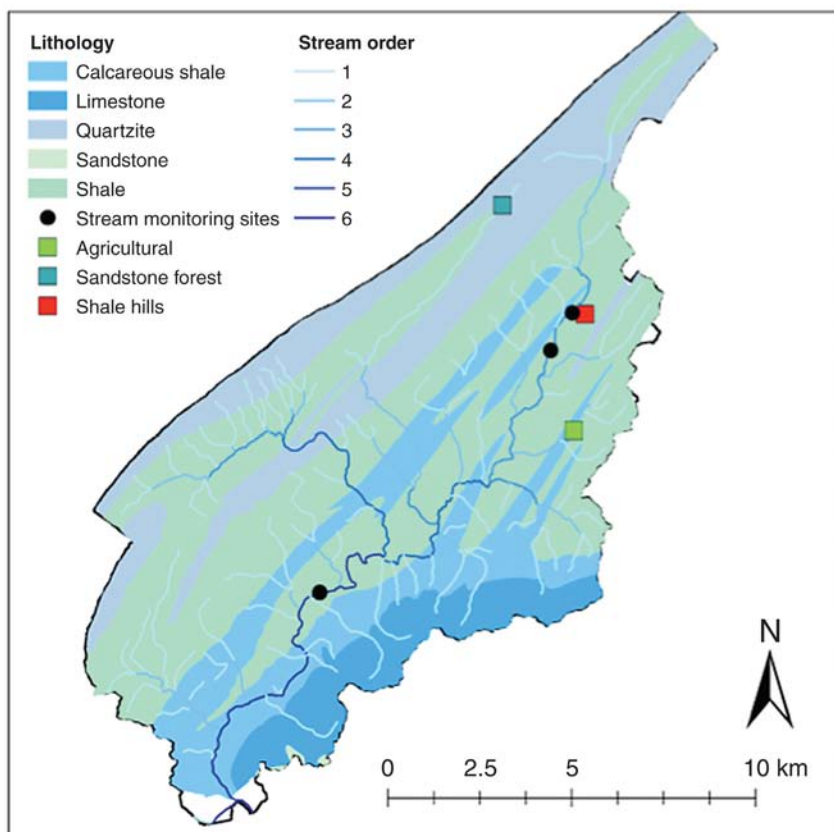 Lithology
Calcareous shale
Limestone
Quartzite
Sandstone
Shale
Stream monitoring sites
Agricultural
Sandstone forest
Shale hills
Stream order
1
2
3
4
5
6
N
0 2.5 5 10 km